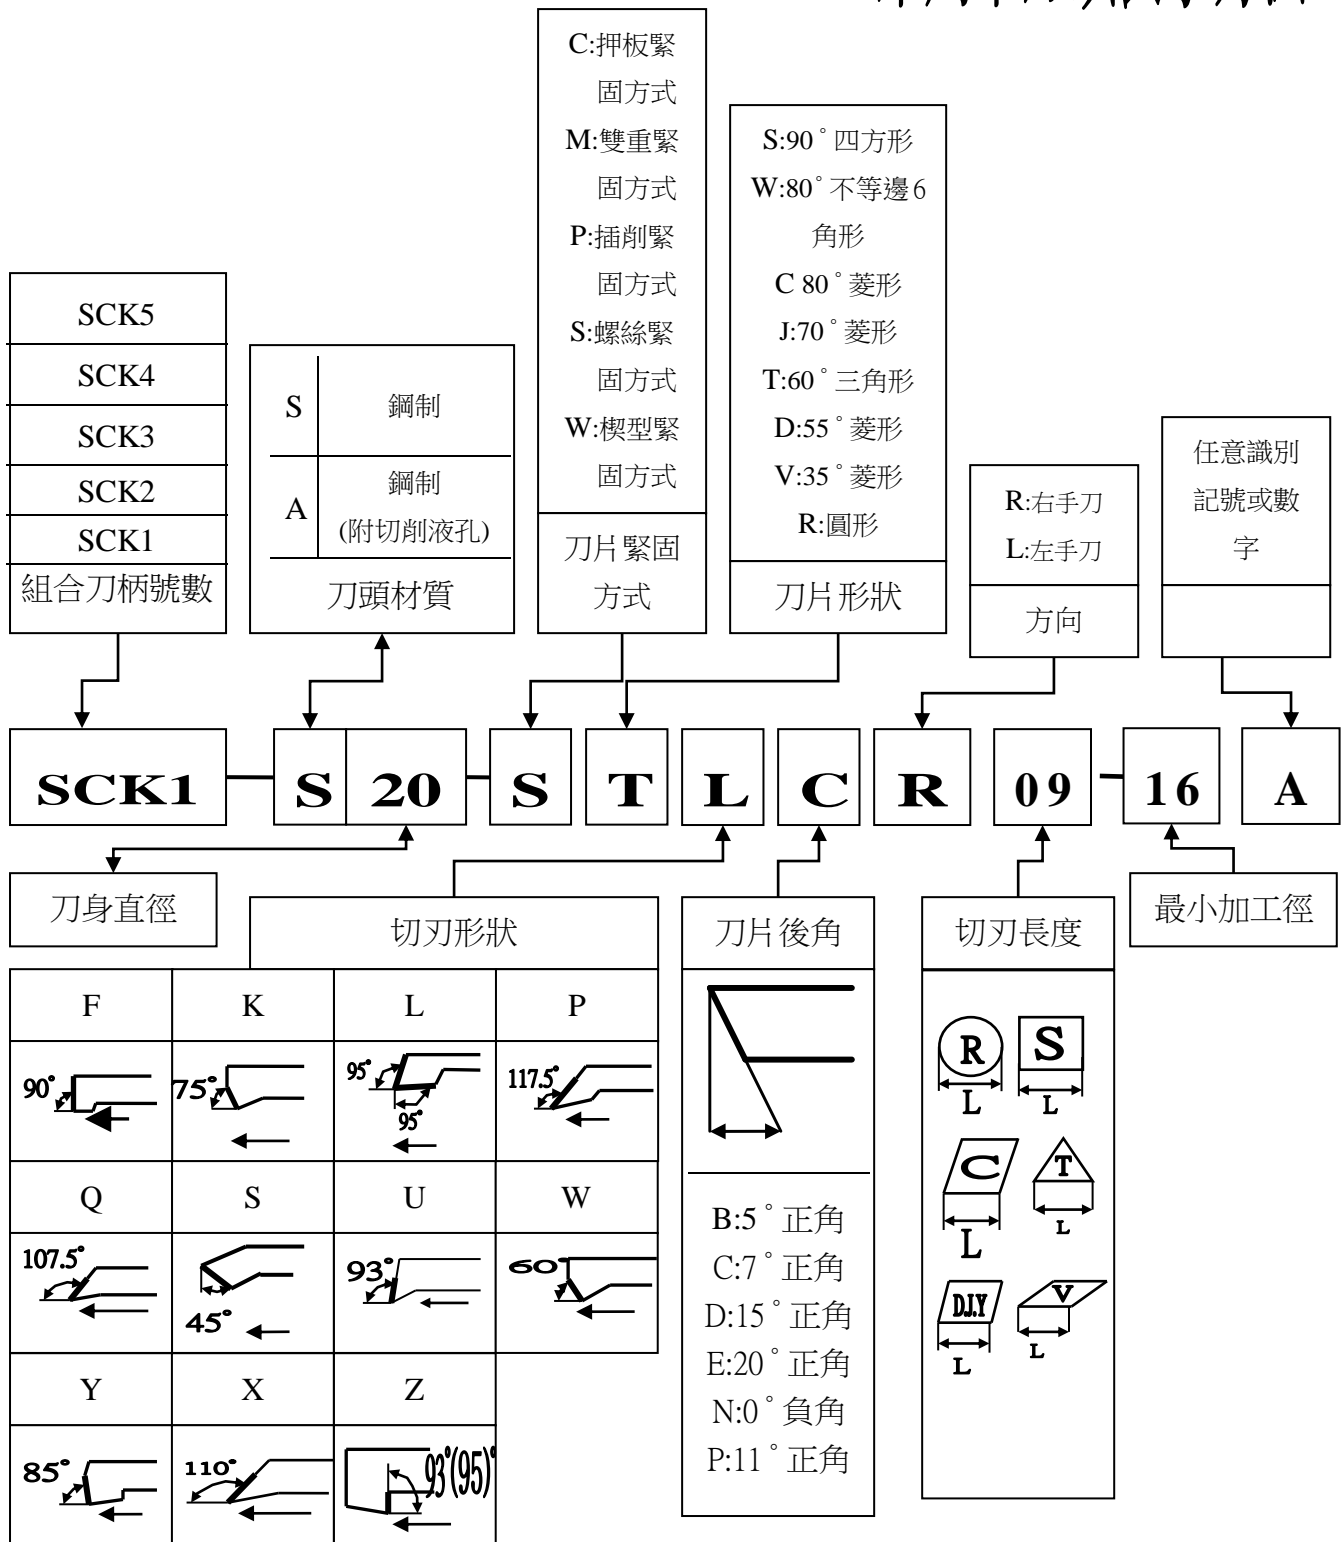 C:押板緊
固方式
M:雙重緊
固方式
P:插削緊
固方式
S:螺絲緊
固方式
W:楔型緊
固方式
刀片緊固
方式
S:90°四方形
W:80°不等邊6
角形
C 80°菱形
J:70°菱形
T:60°三角形
D:55°菱形
V:35°菱形
R:圓形
刀片形狀
SCK5
SCK4
SCK3
SCK2
SCK1
組合刀柄號數
S 鋼制
A 鋼制
(附切削液孔)
刀頭材質
R:右手刀
L:左手刀
方向
任意識別
記號或數
字
SCK1 S 20 S T L C R 09 16 A
刀身直徑
切刃形狀
刀片後角
切刃長度
最小加工徑
F K L P
90° 75° 95° 95° 117.5°
Q S U W
107.5° 45° 93° 60°
Y X Z
85° 110° 93°(95)°
B:5°正角
C:7°正角
D:15°正角
E:20°正角
N:0°負角
P:11°正角
R S
L L
C T
L L
D.J.Y V
L L